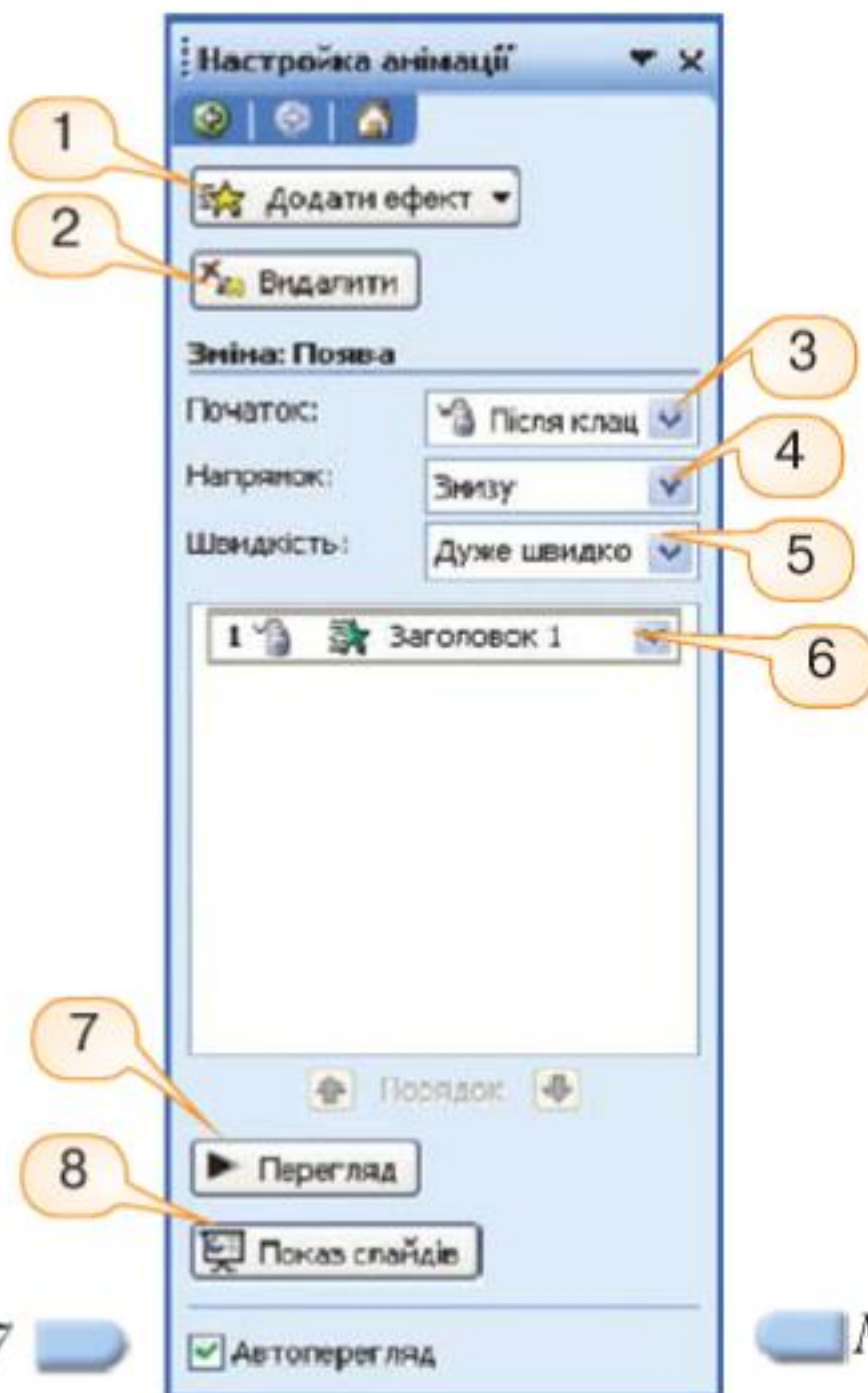 Настройка анімації
1
Додати ефект
2
Видалити
Зміна: Поява
3
Початок: Після клац
4
Напрямок: Знизу
5
Швидкість: Дуже швидко
1 Заголовок 1
6
Порядок
7
Перегляд
8
Показ слайдів
Автоперегляд